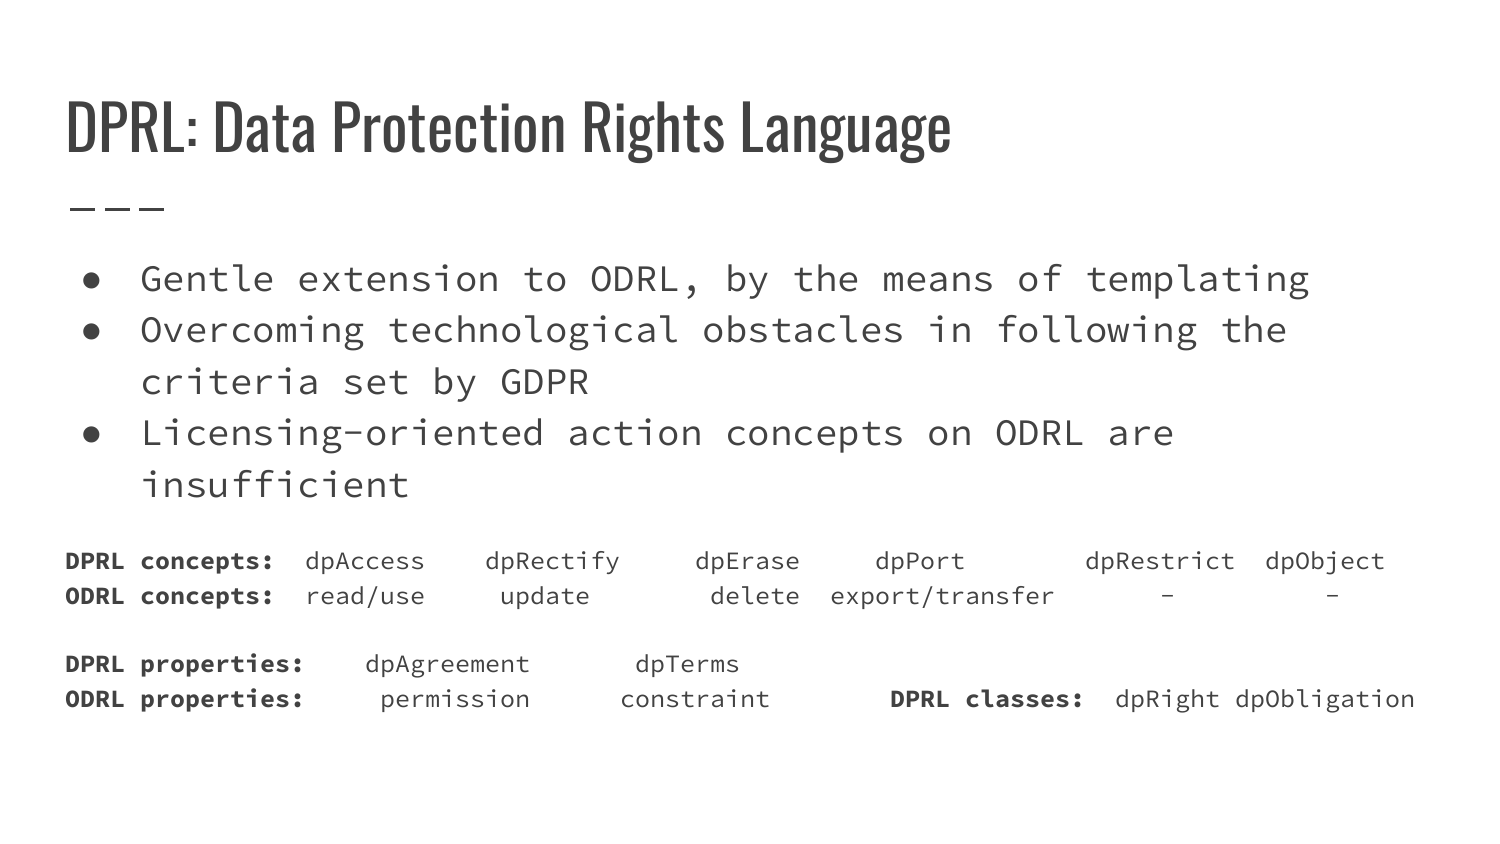 DPRL: Data Protection Rights Language
● Gentle extension to ODRL, by the means of templating
● Overcoming technological obstacles in following the
criteria set by GDPR
● Licensing-oriented action concepts on ODRL are
insufficient
DPRL concepts: dpAccess dpRectify dpErase dpPort dpRestrict dpObject
ODRL concepts: read/use update delete export/transfer - -
DPRL properties: dpAgreement dpTerms
ODRL properties: permission constraint DPRL classes: dpRight dpObligation